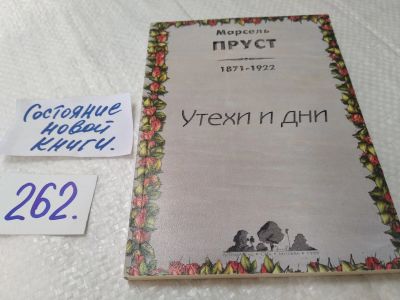 Марсель
ПРУСТ
1871-1922
Утехи и дни
Состояние
новой
книги.
262.